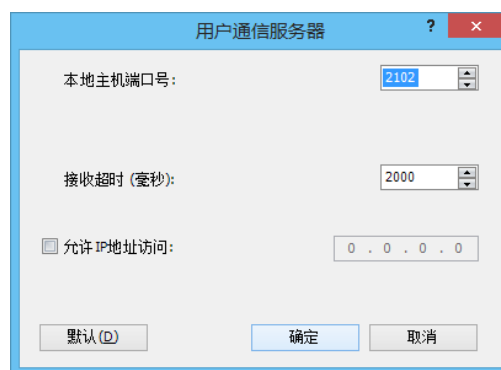 用户通信服务器 ? ×
本地主机端口号: 2102
接收超时 (毫秒): 2000
允许IP地址访问: 0 . 0 . 0 . 0
默认(D) 确定 取消